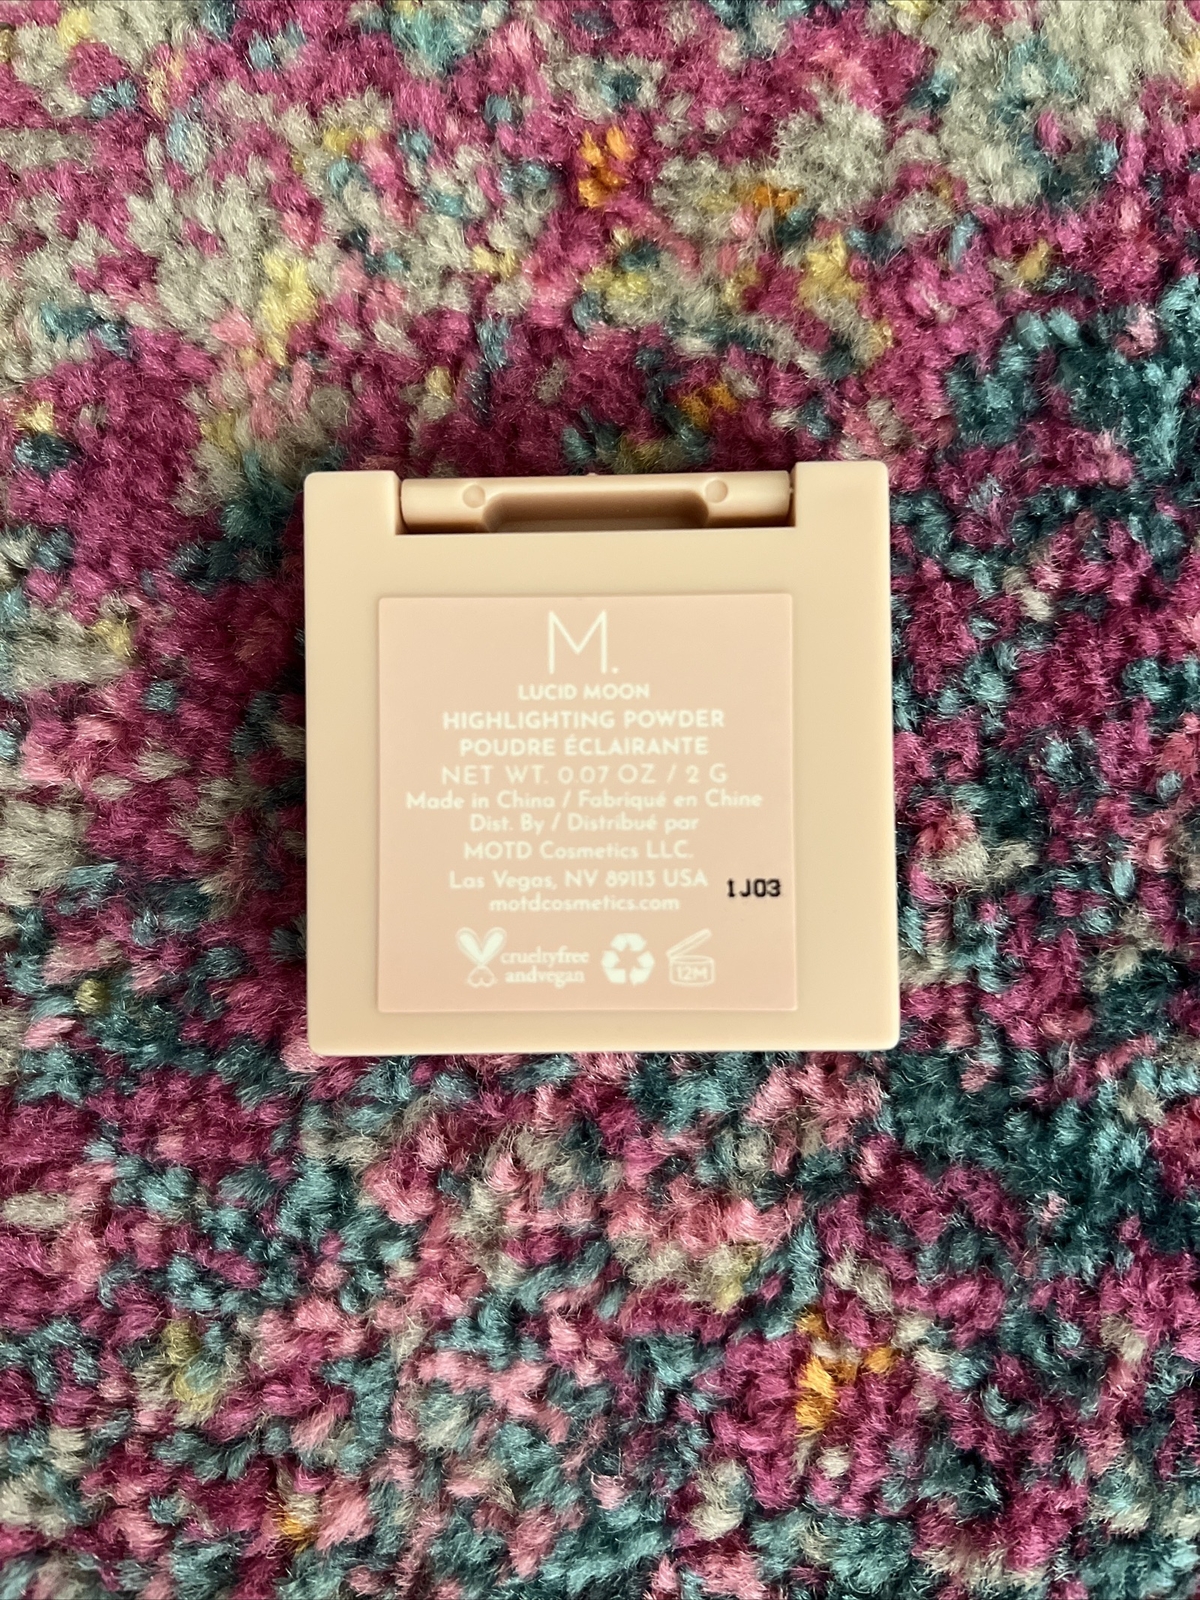 M.
LUCID MOON
HIGHLIGHTING POWDER
POUDRE ÉCLAIRANTE
NET WT. 0.07 OZ / 2 G
Made in China / Fabriqué en Chine
Dist. By / Distribué par
MOTD Cosmetics LLC.
Las Vegas, NV 89113 USA
1J03
motdcosmetics.com
crueltyfree
andvegan
12M